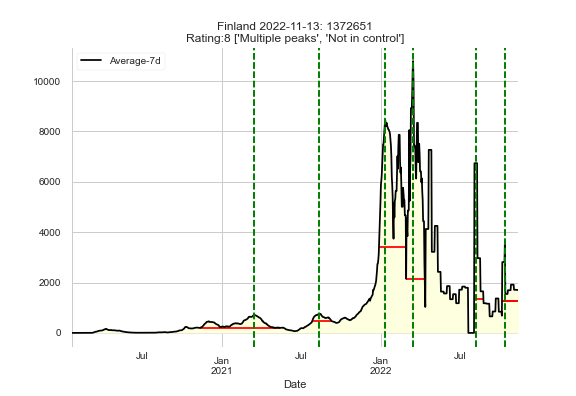 Finland 2022-11-13: 1372651
Rating:8 ['Multiple peaks', 'Not in control']
Average-7d
10000
8000
6000
4000
2000
0
Jul
Jan
2021
Jul
Jan
2022
Jul
Date